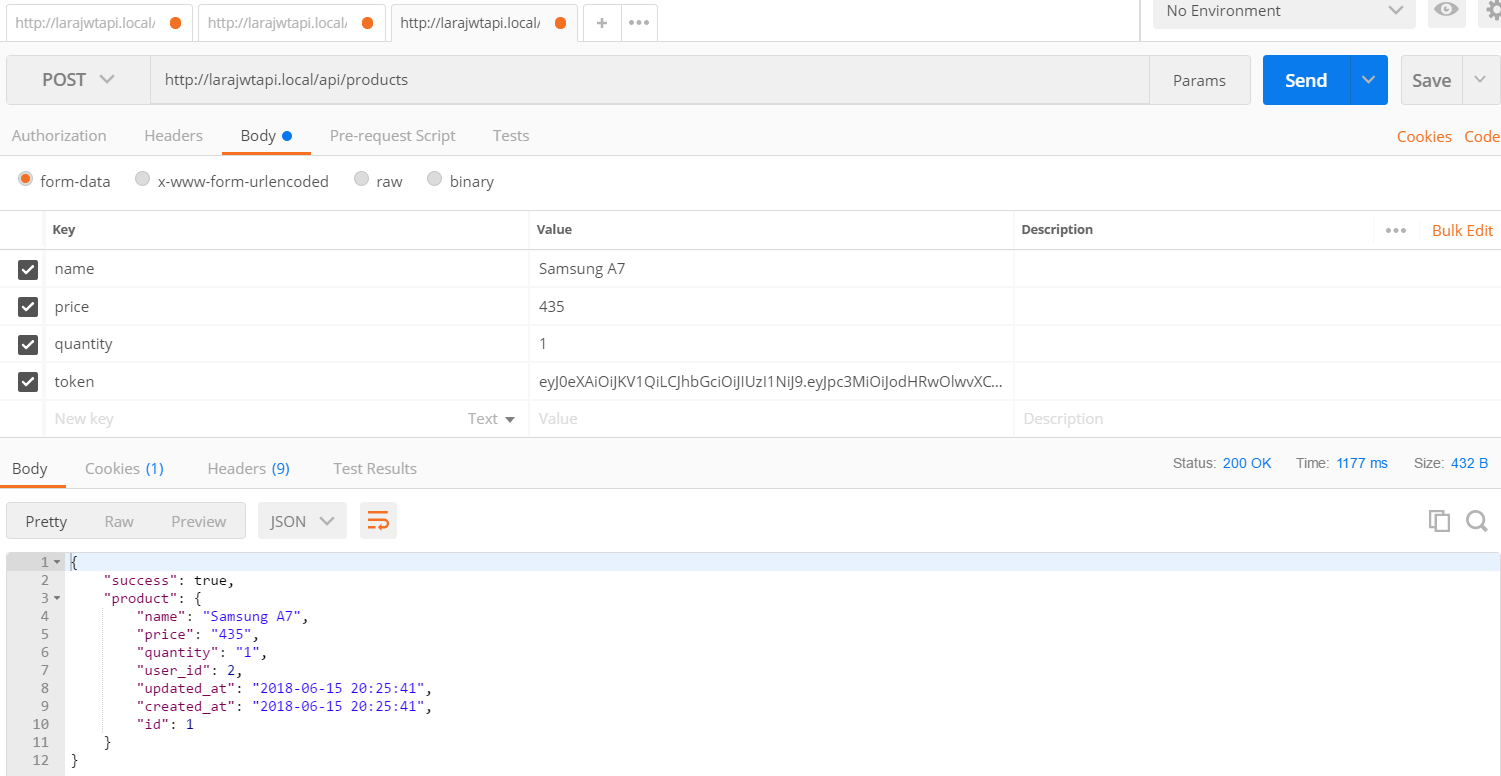 http://larajwtapi.local/ http://larajwtapi.local/ http://larajwtapi.local/ + ••• No Environment
POST http://larajwtapi.local/api/products Params Send Save
Authorization Headers Body Pre-request Script Tests Cookies Code
form-data x-www-form-urlencoded raw binary
Key Value Description ••• Bulk Edit
name Samsung A7
price 435
quantity 1
token eyJ0eXAiOiJKV1QiLCJhbGciOiJIUzI1NiJ9.eyJpc3MiOiJodHRwOlwvXC...
New key Text Value Description
Body Cookies (1) Headers (9) Test Results Status: 200 OK Time: 1177 ms Size: 432 B
Pretty Raw Preview JSON
1 {
2 "success": true,
3 "product": {
4 "name": "Samsung A7",
5 "price": "435",
6 "quantity": "1",
7 "user_id": 2,
8 "updated_at": "2018-06-15 20:25:41",
9 "created_at": "2018-06-15 20:25:41",
10 "id": 1
11 }
12 }